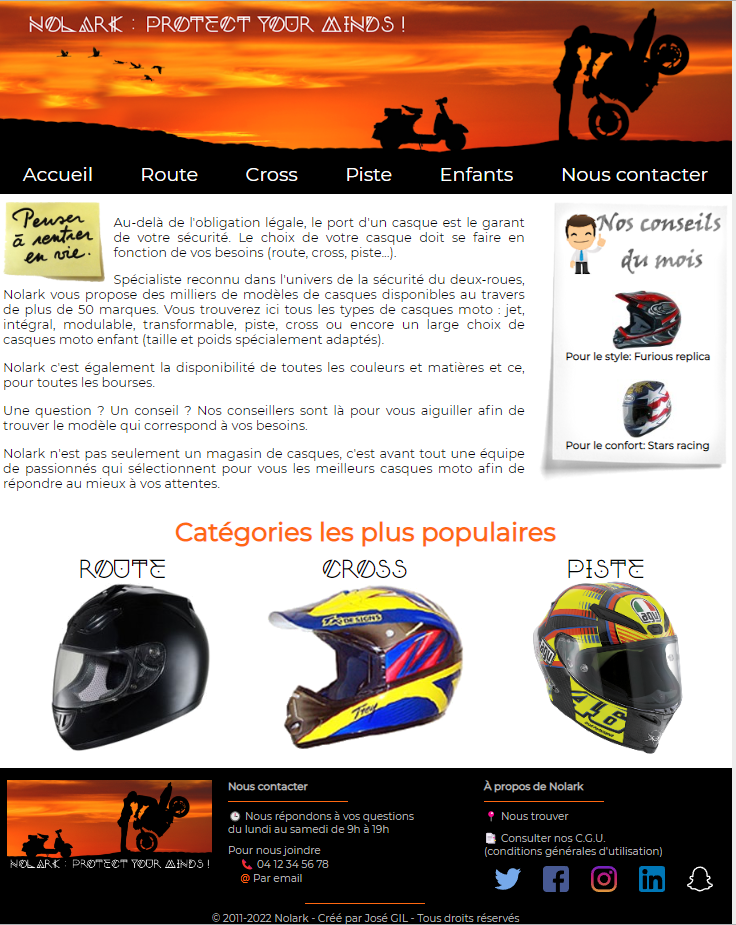 NOLARK : PROTECT YOUR MINDS !
Accueil Route Cross Piste Enfants Nous contacter
Penser
à rentrer
en vie.
Au-delà de l'obligation légale, le port d'un casque est le garant
de votre sécurité. Le choix de votre casque doit se faire en
fonction de vos besoins (route, cross, piste...).
Spécialiste reconnu dans l'univers de la sécurité du deux-roues,
Nolark vous propose des milliers de modèles de casques disponibles au travers
de plus de 50 marques. Vous trouverez ici tous les types de casques moto : jet,
intégral, modulable, transformable, piste, cross ou encore un large choix de
casques moto enfant (taille et poids spécialement adaptés).
Nolark c'est également la disponibilité de toutes les couleurs et matières et ce,
pour toutes les bourses.
Une question ? Un conseil ? Nos conseillers sont là pour vous aiguiller afin de
trouver le modèle qui correspond à vos besoins.
Nolark n'est pas seulement un magasin de casques, c'est avant tout une équipe
de passionnés qui sélectionnent pour vous les meilleurs casques moto afin de
répondre au mieux à vos attentes.
Nos conseils
du mois
Pour le style: Furious replica
Pour le confort: Stars racing
Catégories les plus populaires
ROUTE CROSS PISTE
DESIGNS
Troy
agv
agv
46
NOLARK : PROTECT YOUR MINDS !
Nous contacter
Nous répondons à vos questions
du lundi au samedi de 9h à 19h
Pour nous joindre
04 12 34 56 78
@ Par email
À propos de Nolark
Nous trouver
Consulter nos C.G.U.
(conditions générales d'utilisation)
© 2011-2022 Nolark - Créé par José GIL - Tous droits réservés